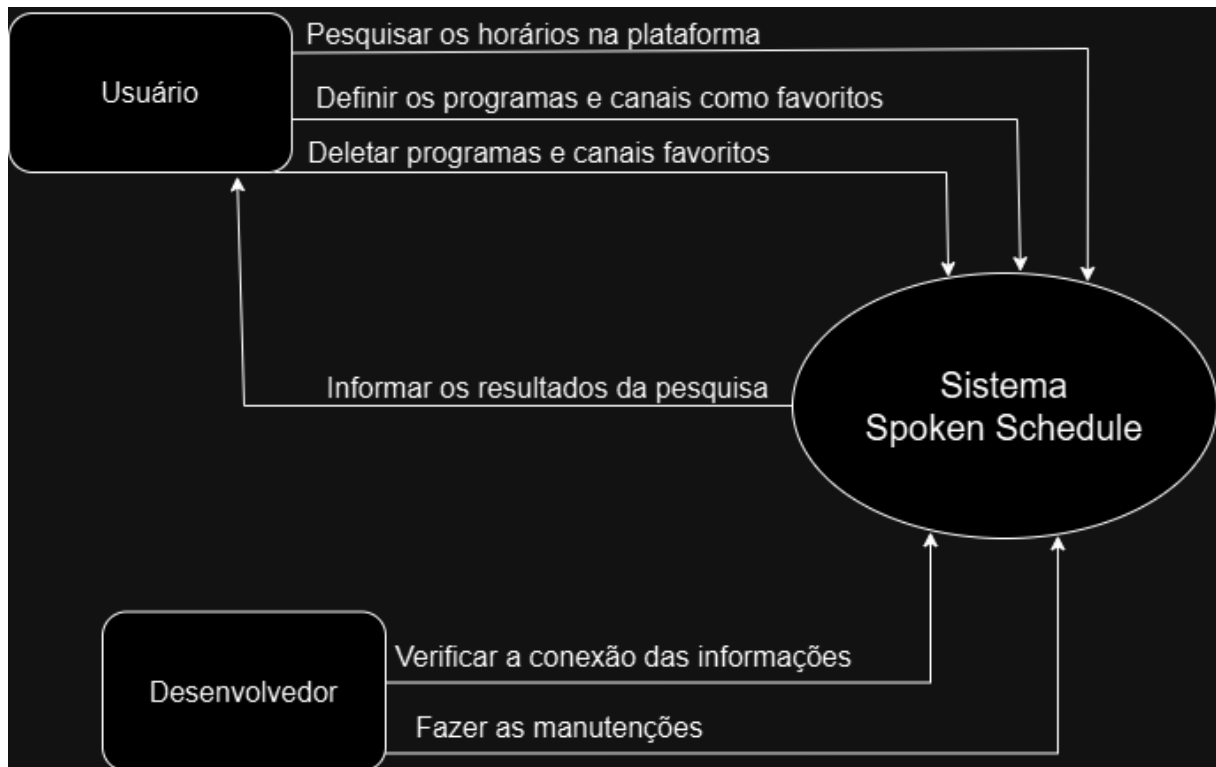 Pesquisar os horários na plataforma
Usuário
Definir os programas e canais como favoritos
Deletar programas e canais favoritos
Informar os resultados da pesquisa
Sistema
Spoken Schedule
Verificar a conexão das informações
Desenvolvedor
Fazer as manutenções